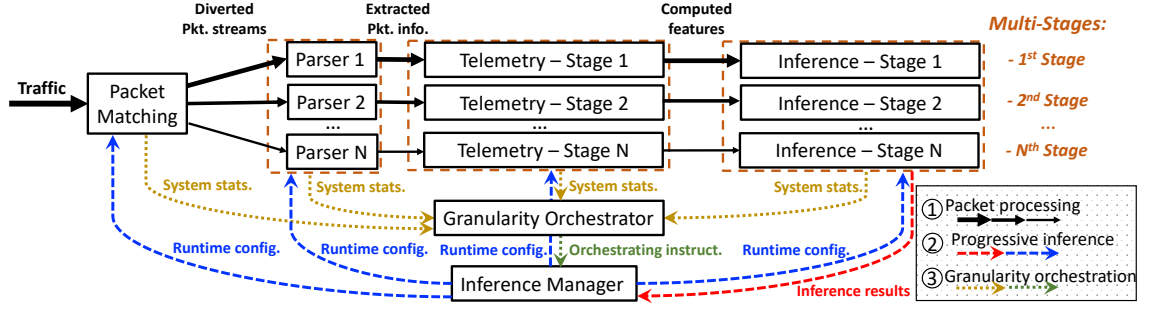 Diverted
Pkt. streams
Extracted
Pkt. info.
Computed
features
Multi-Stages:
Traffic
Packet
Matching
Parser 1
Telemetry – Stage 1
Inference – Stage 1
- 1st Stage
Parser 2
Telemetry – Stage 2
Inference – Stage 2
- 2nd Stage
...
...
...
...
Parser N
Telemetry – Stage N
Inference – Stage N
- Nth Stage
System stats.
System stats.
System stats.
System stats.
Granularity Orchestrator
Runtime config.
Runtime config.
Runtime config.
Orchestrating instruct.
Runtime config.
Inference Manager
Inference results
1 Packet processing
2 Progressive inference
3 Granularity orchestration